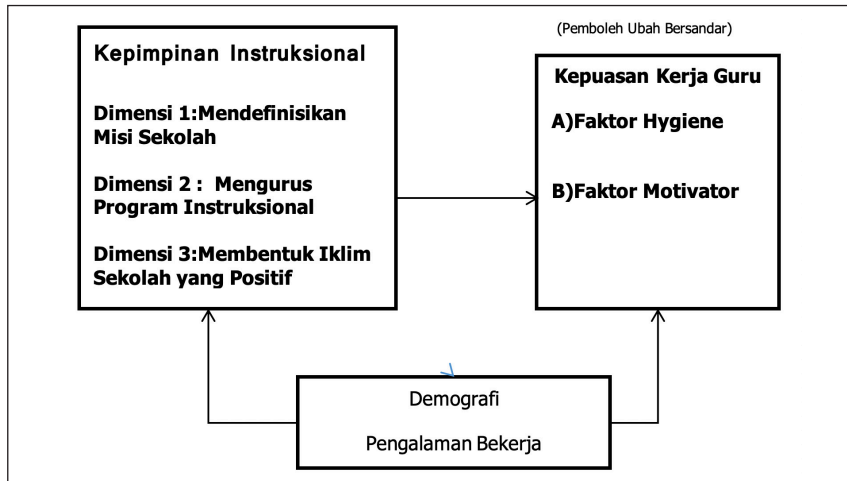 Kepimpinan Instruksional
Dimensi 1:Mendefinisikan
Misi Sekolah
Dimensi 2 : Mengurus
Program Instruksional
Dimensi 3:Membentuk Iklim
Sekolah yang Positif
(Pemboleh Ubah Bersandar)
Kepuasan Kerja Guru
A)Faktor Hygiene
B)Faktor Motivator
Demografi
Pengalaman Bekerja